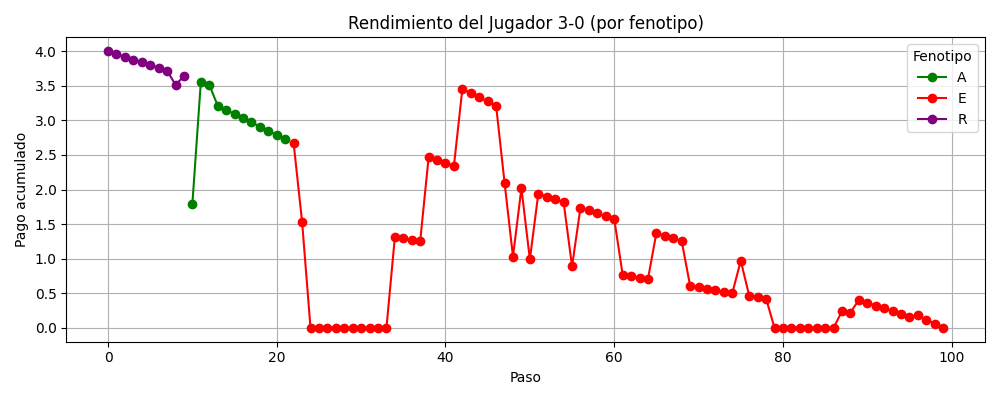 Rendimiento del Jugador 3-0 (por fenotipo)
Pago acumulado
4.0
3.5
3.0
2.5
2.0
1.5
1.0
0.5
0.0
0 20 40 60 80 100
Paso
Fenotipo
A
E
R